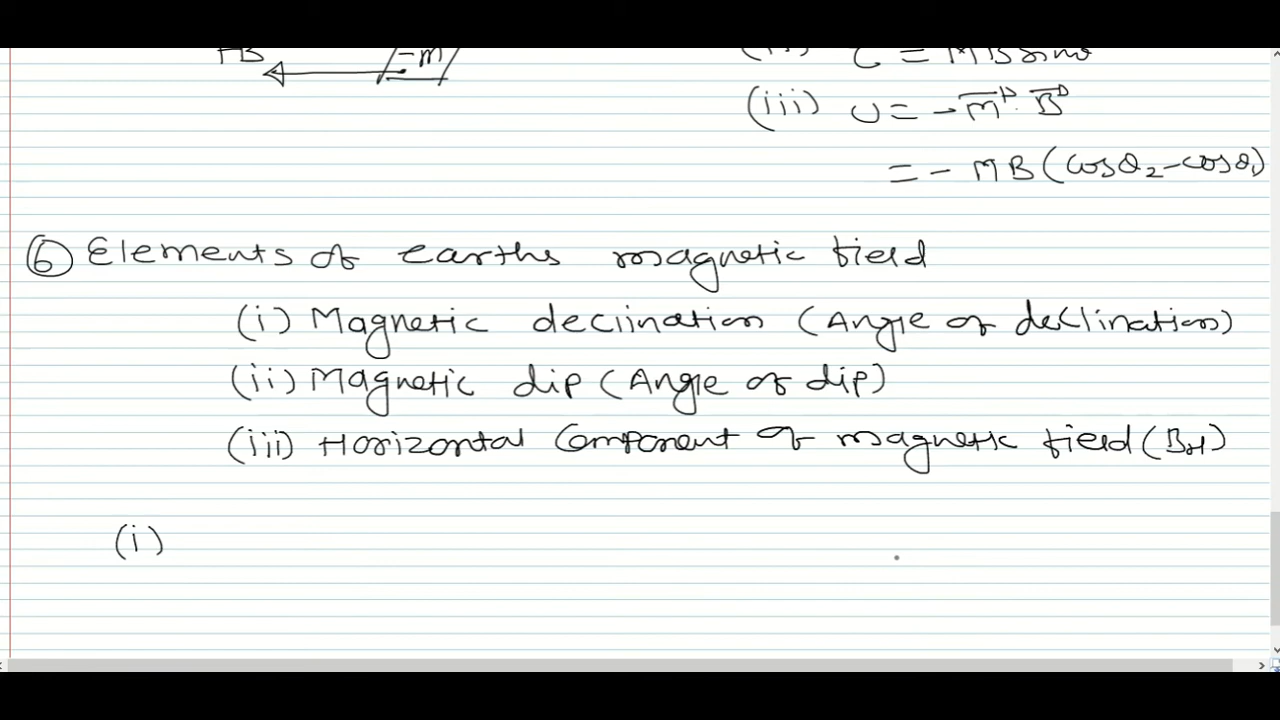 -m
(iii) U = -M⃗ · B⃗
= - MB (cosθ₂ - cosθ₁)
⑥ Elements of earths magnetic field
(i) Magnetic declination (Angle of declination)
(ii) Magnetic dip (Angle of dip)
(iii) Horizontal Component of magnetic field (BH)
(i)